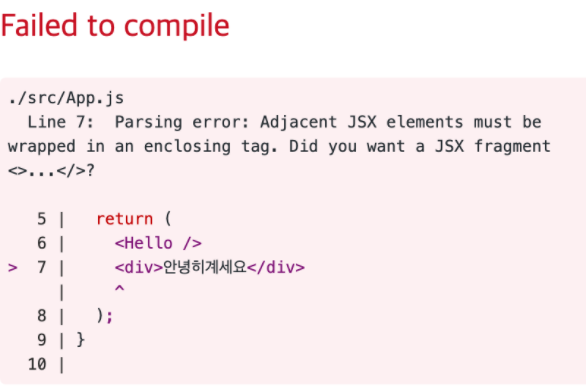 Failed to compile
./src/App.js
  Line 7:  Parsing error: Adjacent JSX elements must be
wrapped in an enclosing tag. Did you want a JSX fragment
<>...</>?
   5 |   return (
   6 |     <Hello />
>  7 |     <div>안녕히계세요</div>
     |     ^
   8 |   );
   9 | }
  10 |